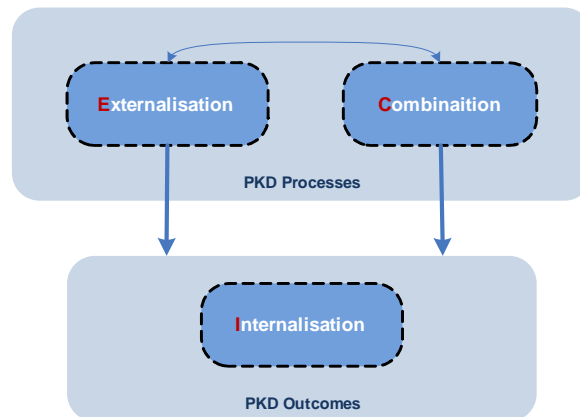 Externalisation
Combinaition
PKD Processes
Internalisation
PKD Outcomes